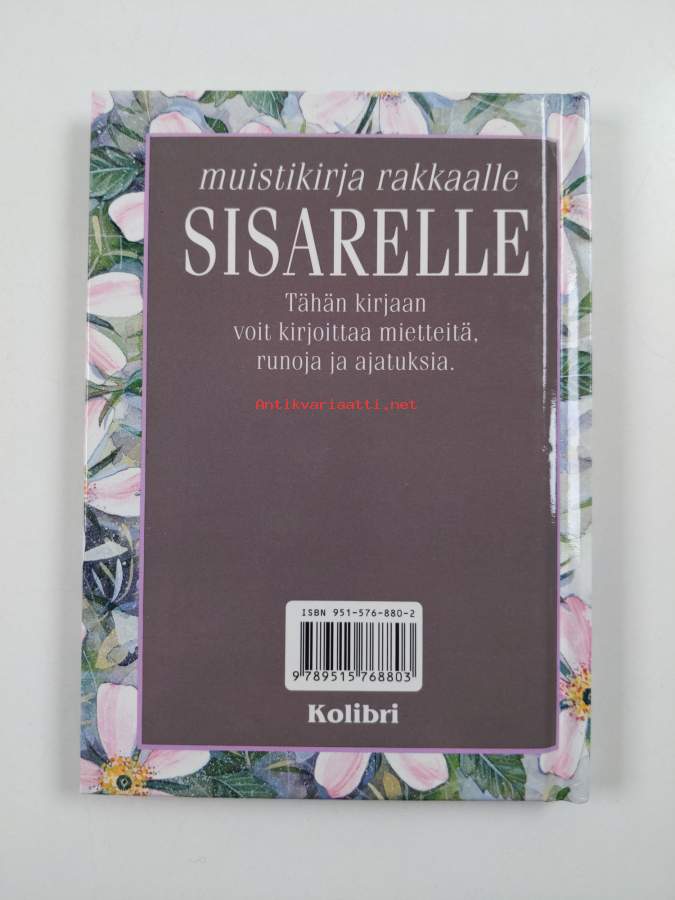 muistikirja rakkaalle
SISARELLE
Tähän kirjaan
voit kirjoittaa mietteitä,
runoja ja ajatuksia.
Antikvariaatti.net
ISBN 951-576-880-2
9 789515 768803
Kolibri